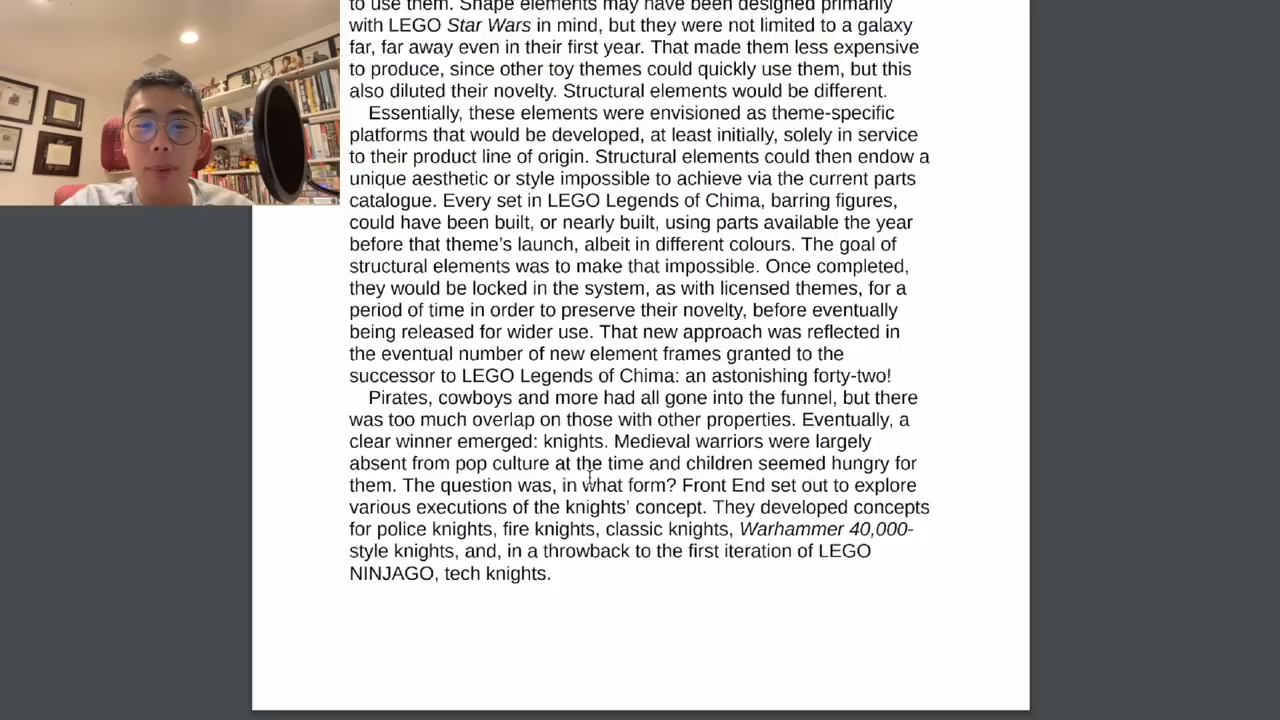 to use them. Shape elements may have been designed primarily
with LEGO Star Wars in mind, but they were not limited to a galaxy
far, far away even in their first year. That made them less expensive
to produce, since other toy themes could quickly use them, but this
also diluted their novelty. Structural elements would be different.
Essentially, these elements were envisioned as theme-specific
platforms that would be developed, at least initially, solely in service
to their product line of origin. Structural elements could then endow a
unique aesthetic or style impossible to achieve via the current parts
catalogue. Every set in LEGO Legends of Chima, barring figures,
could have been built, or nearly built, using parts available the year
before that theme's launch, albeit in different colours. The goal of
structural elements was to make that impossible. Once completed,
they would be locked in the system, as with licensed themes, for a
period of time in order to preserve their novelty, before eventually
being released for wider use. That new approach was reflected in
the eventual number of new element frames granted to the
successor to LEGO Legends of Chima: an astonishing forty-two!
Pirates, cowboys and more had all gone into the funnel, but there
was too much overlap on those with other properties. Eventually, a
clear winner emerged: knights. Medieval warriors were largely
absent from pop culture at the time and children seemed hungry for
them. The question was, in what form? Front End set out to explore
various executions of the knights' concept. They developed concepts
for police knights, fire knights, classic knights, Warhammer 40,000-
style knights, and, in a throwback to the first iteration of LEGO
NINJAGO, tech knights.